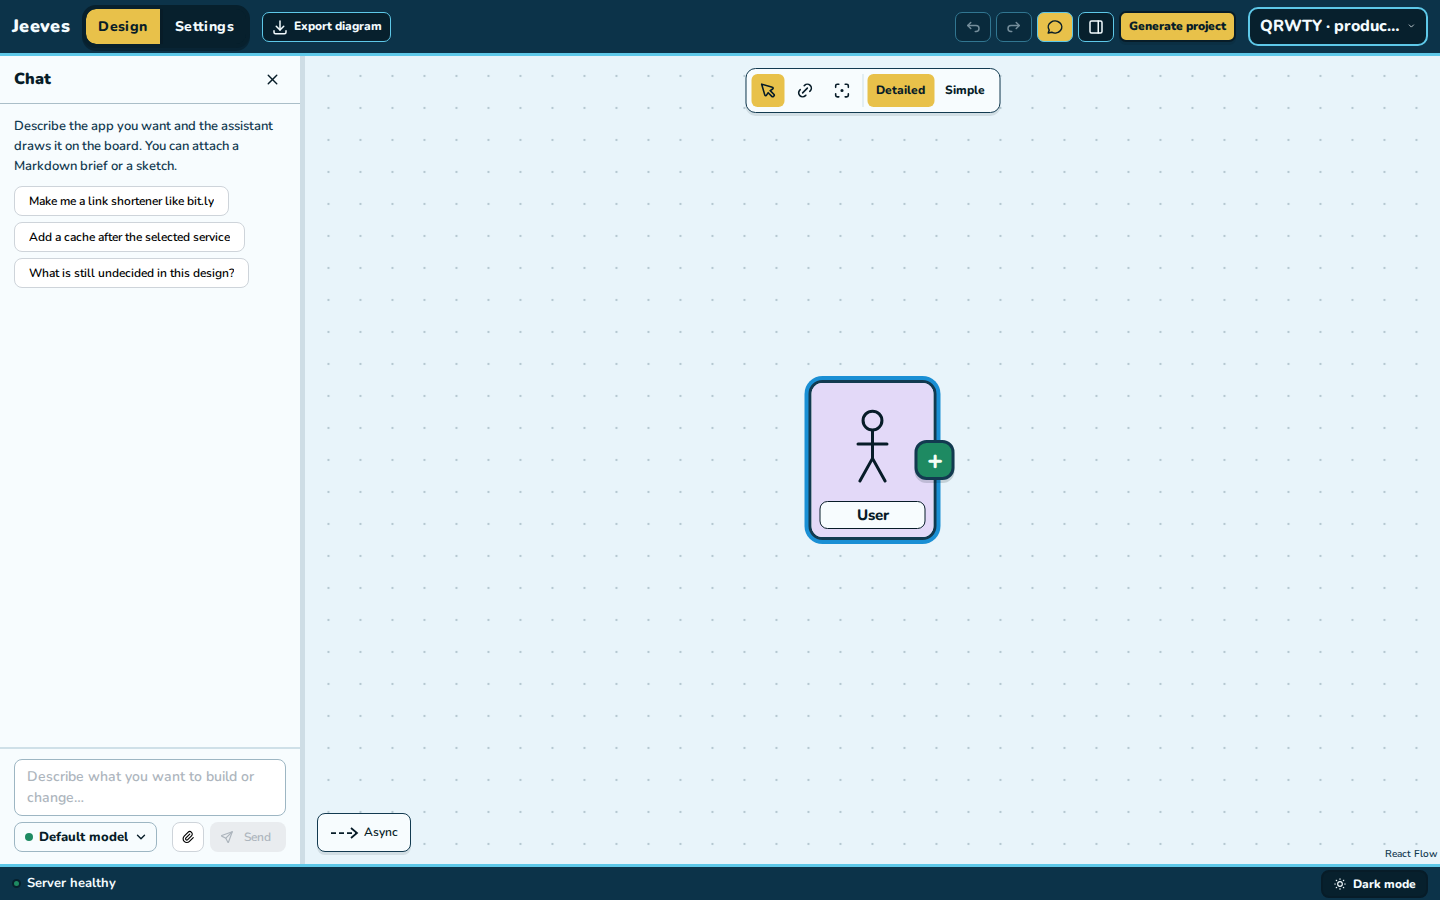 Jeeves
Design
Settings
Export diagram
Generate project
QRWTY · produc...
Chat
Describe the app you want and the assistant
draws it on the board. You can attach a
Markdown brief or a sketch.
Make me a link shortener like bit.ly
Add a cache after the selected service
What is still undecided in this design?
Detailed
Simple
User
Describe what you want to build or
change...
Default model
Send
Async
React Flow
Server healthy
Dark mode